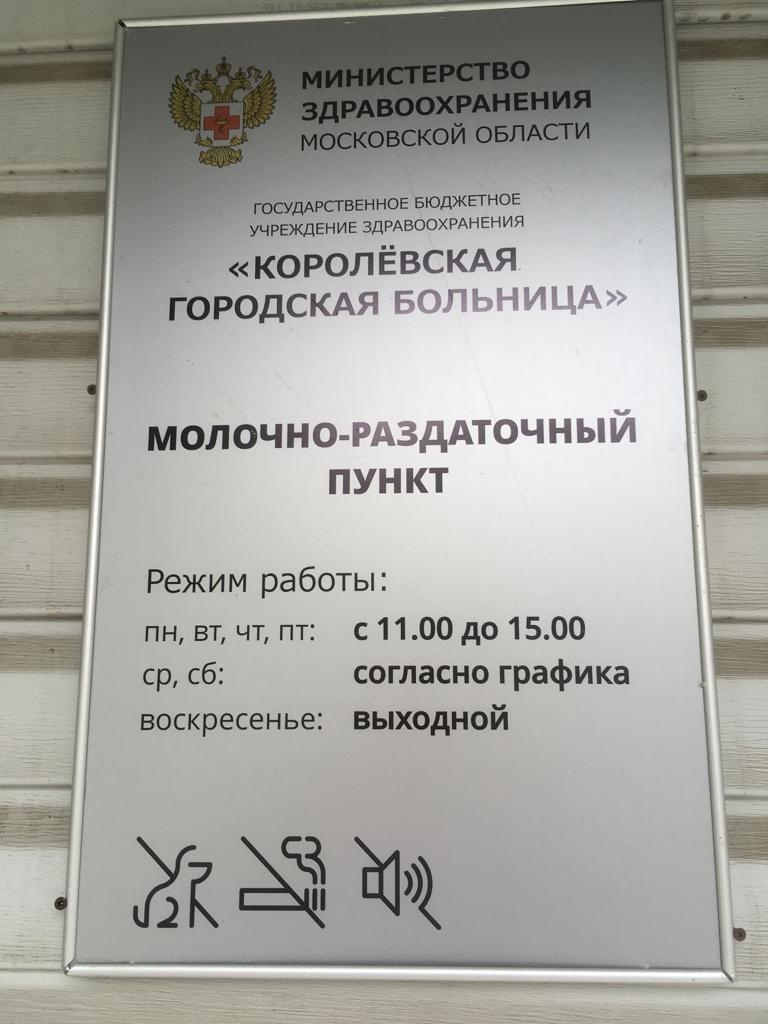 МИНИСТЕРСТВО
ЗДРАВООХРАНЕНИЯ
МОСКОВСКОЙ ОБЛАСТИ
ГОСУДАРСТВЕННОЕ БЮДЖЕТНОЕ
УЧРЕЖДЕНИЕ ЗДРАВООХРАНЕНИЯ
«КОРОЛЁВСКАЯ
ГОРОДСКАЯ БОЛЬНИЦА»
МОЛОЧНО-РАЗДАТОЧНЫЙ
ПУНКТ
Режим работы:
пн, вт, чт, пт: с 11.00 до 15.00
ср, сб: согласно графика
воскресенье: выходной